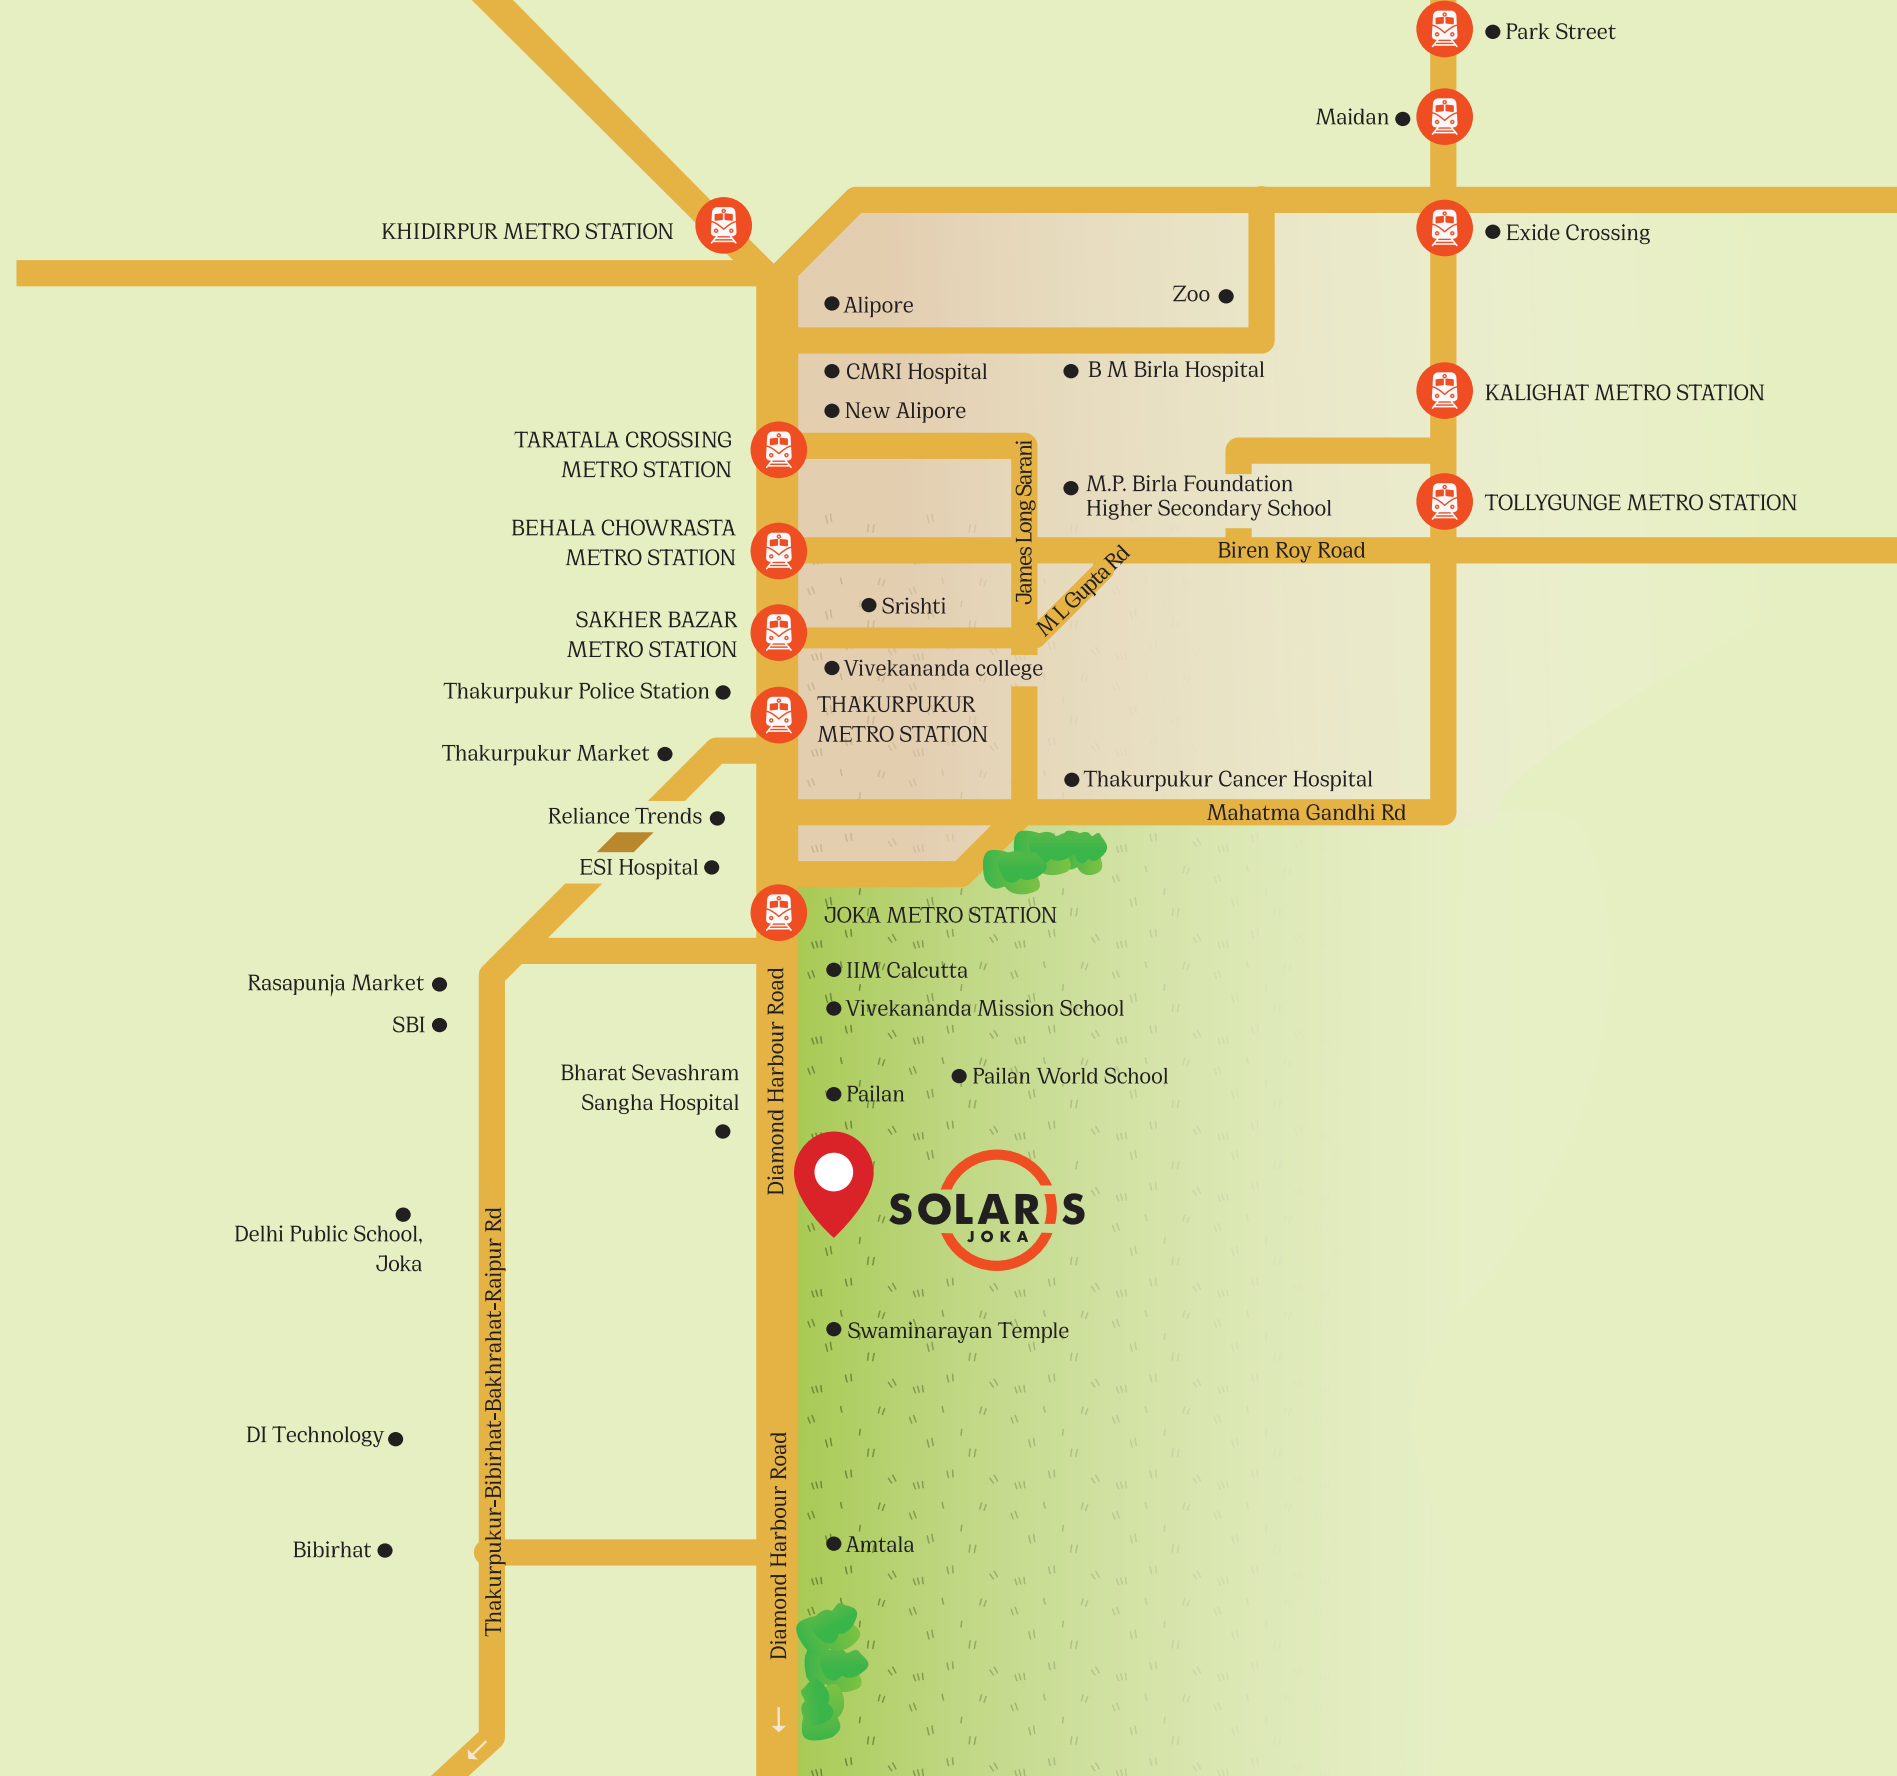 Park Street
Maidan
KHIDIRPUR METRO STATION
Exide Crossing
Alipore
Zoo
CMRI Hospital
B M Birla Hospital
New Alipore
KALIGHAT METRO STATION
TARATALA CROSSING
METRO STATION
James Long Sarani
M.P. Birla Foundation
Higher Secondary School
TOLLYGUNGE METRO STATION
BEHALA CHOWRASTA
METRO STATION
Biren Roy Road
M L Gupta Rd
Srishti
SAKHER BAZAR
METRO STATION
Vivekananda college
Thakurpukur Police Station
THAKURPUKUR
METRO STATION
Thakurpukur Market
Thakurpukur Cancer Hospital
Mahatma Gandhi Rd
Reliance Trends
ESI Hospital
JOKA METRO STATION
Rasapunja Market
IIM Calcutta
SBI
Vivekananda Mission School
Diamond Harbour Road
Bharat Sevashram
Sangha Hospital
Pailan World School
Pailan
SOLARIS
JOKA
Delhi Public School,
Joka
Thakurpukur-Bibirhat-Bakhrahat-Raipur Rd
Swaminarayan Temple
DI Technology
Diamond Harbour Road
Bibirhat
Amtala